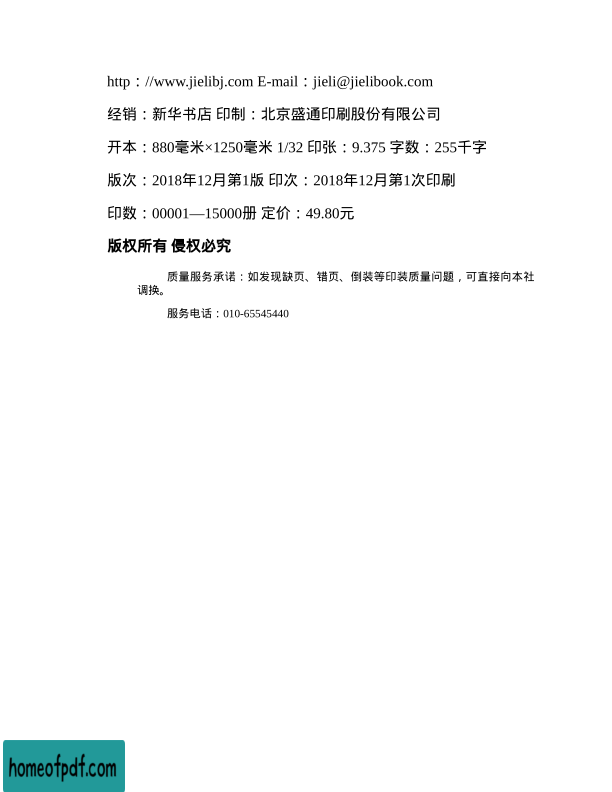 http：//www.jielibj.com E-mail：jieli@jielibook.com
经销：新华书店 印制：北京盛通印刷股份有限公司
开本：880毫米×1250毫米 1/32 印张：9.375 字数：255千字
版次：2018年12月第1版 印次：2018年12月第1次印刷
印数：00001—15000册 定价：49.80元
版权所有 侵权必究
质量服务承诺：如发现缺页、错页、倒装等印装质量问题，可直接向本社
调换。
服务电话：010-65545440
homeofpdf.com